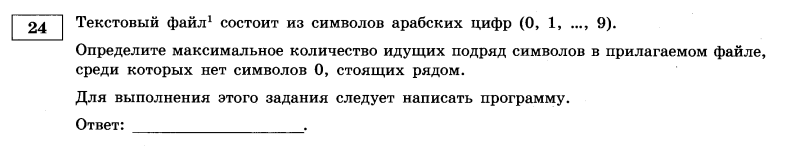 24
Текстовый файл¹ состоит из символов арабских цифр (0, 1, ..., 9).
Определите максимальное количество идущих подряд символов в прилагаемом файле,
среди которых нет символов 0, стоящих рядом.
Для выполнения этого задания следует написать программу.
Ответ: ____________________.